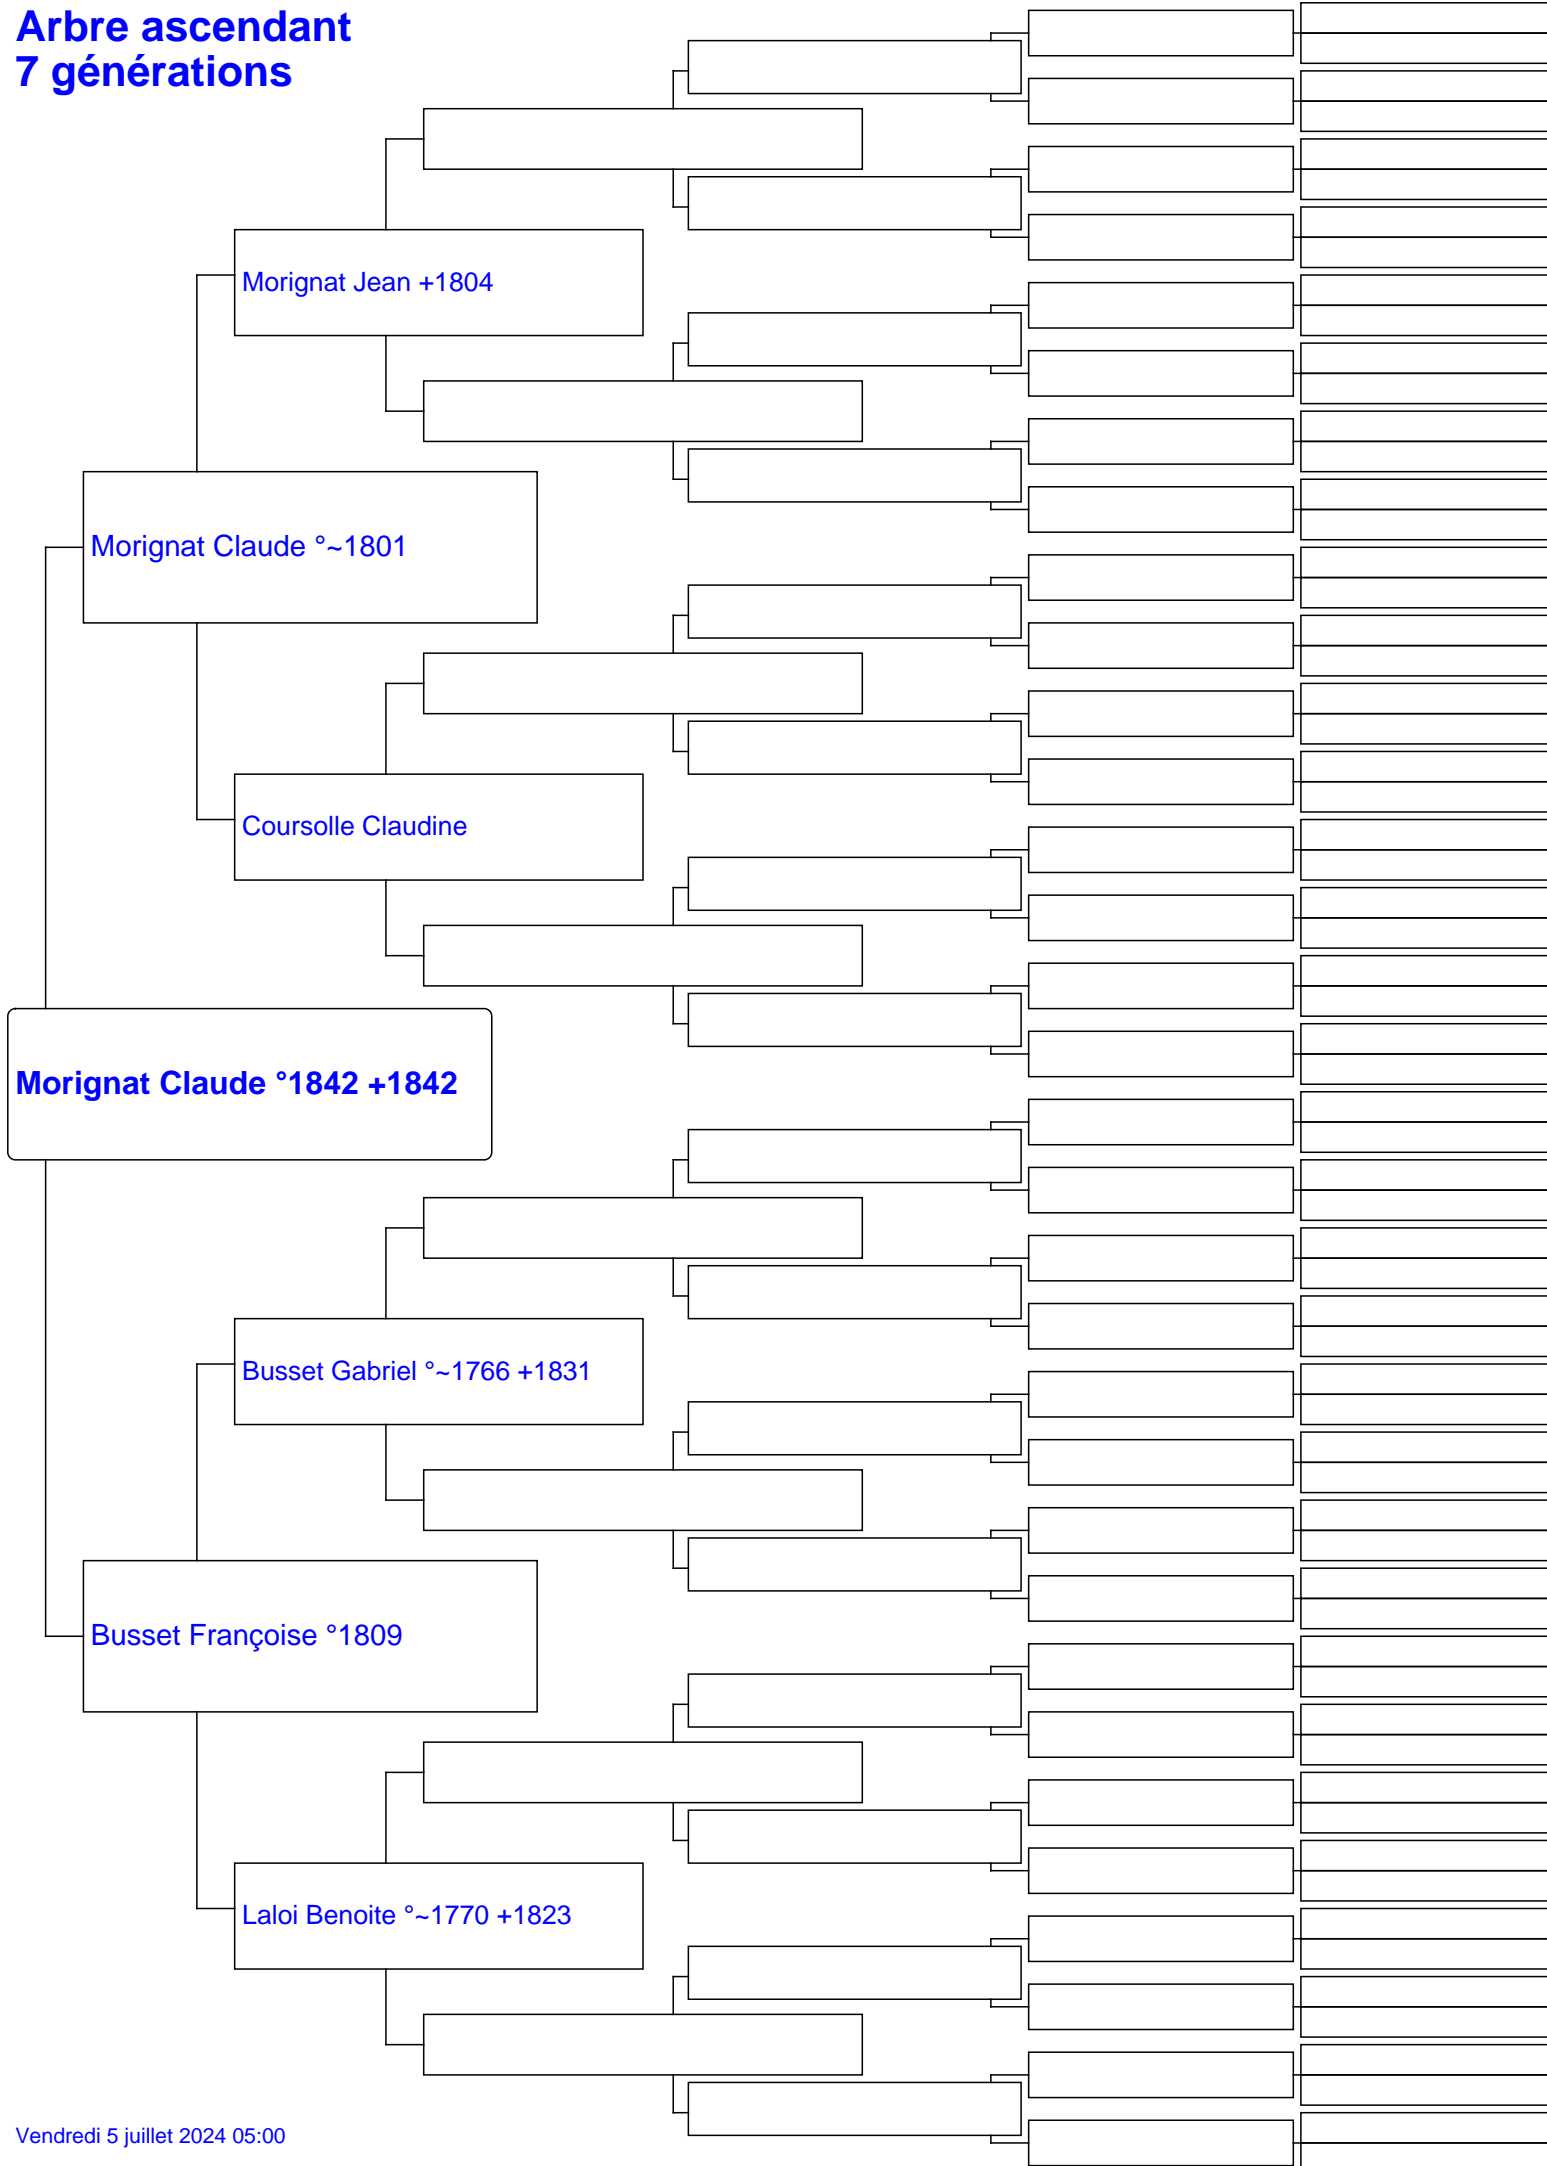 Arbre ascendant
7 générations
Morignat Jean +1804
Morignat Claude °~1801
Coursolle Claudine
Morignat Claude °1842 +1842
Busset Gabriel °~1766 +1831
Busset Françoise °1809
Laloi Benoite °~1770 +1823
Vendredi 5 juillet 2024 05:00